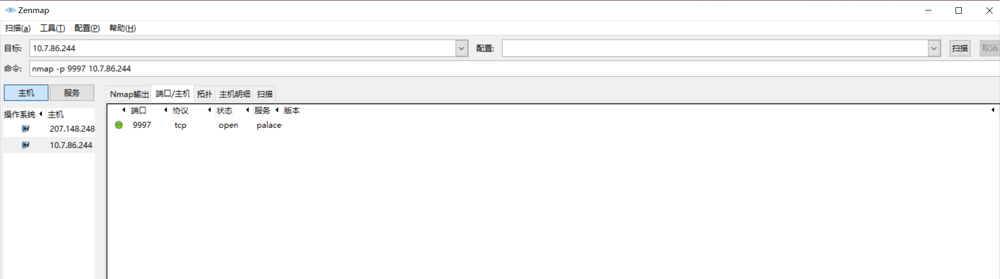 Zenmap
扫描(a) 工具(T) 配置(P) 帮助(H)
目标: 10.7.86.244 配置: 扫描 取消
命令: nmap -p 9997 10.7.86.244
主机 服务 Nmap输出 端口/主机 拓扑 主机明细 扫描
操作系统 主机 端口 协议 状态 服务 版本
207.148.248 9997 tcp open palace-
10.7.86.244